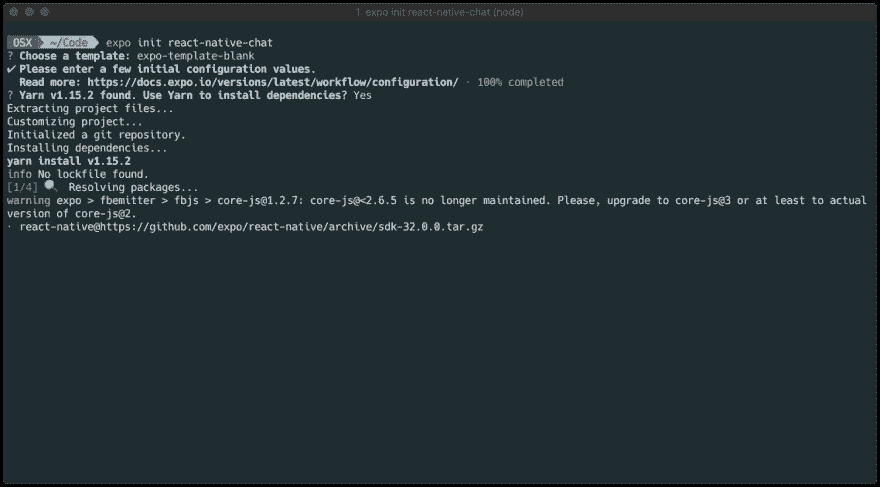 1. expo init react-native-chat (node)
OSX ~/Code expo init react-native-chat
? Choose a template: expo-template-blank
✔ Please enter a few initial configuration values.
Read more: https://docs.expo.io/versions/latest/workflow/configuration/ · 100% completed
? Yarn v1.15.2 found. Use Yarn to install dependencies? Yes
Extracting project files...
Customizing project...
Initialized a git repository.
Installing dependencies...
yarn install v1.15.2
info No lockfile found.
[1/4] 🔍 Resolving packages...
warning expo > fbemitter > fbjs > core-js@1.2.7: core-js@<2.6.5 is no longer maintained. Please, upgrade to core-js@3 or at least to actual
version of core-js@2.
· react-native@https://github.com/expo/react-native/archive/sdk-32.0.0.tar.gz